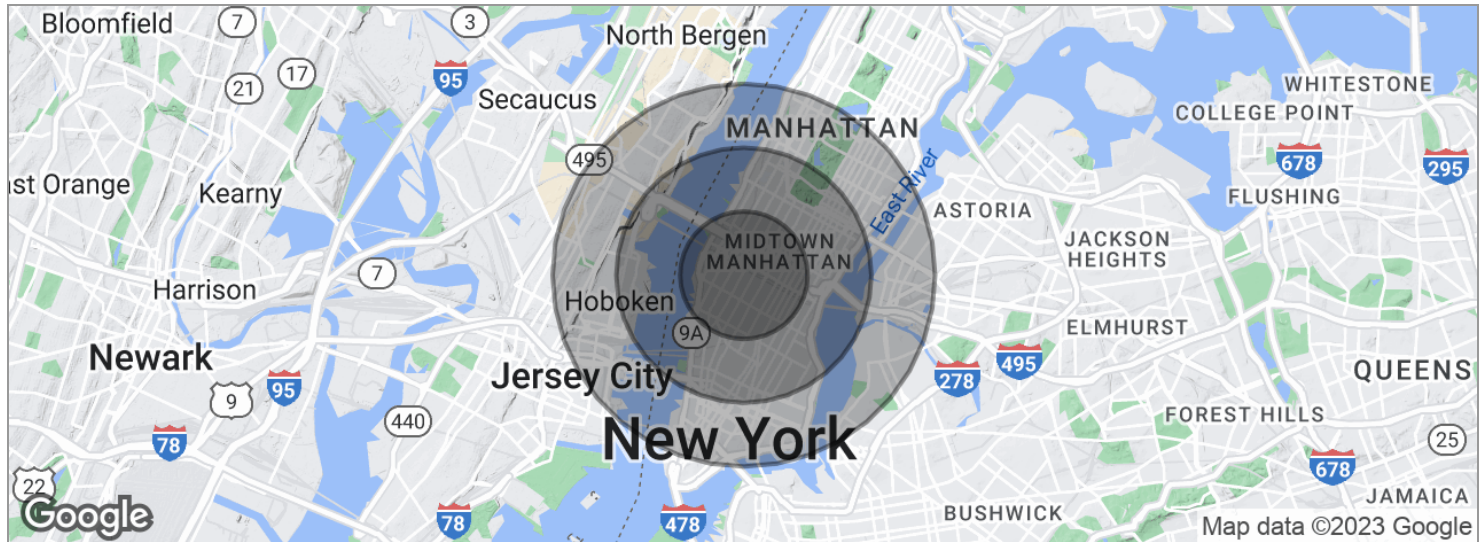 Bloomfield
7
3
North Bergen
17
95
21
Secaucus
WHITESTONE
COLLEGE POINT
MANHATTAN
495
678
295
ast Orange
Kearny
East River
FLUSHING
ASTORIA
MIDTOWN
MANHATTAN
JACKSON
HEIGHTS
7
Harrison
Hoboken
9A
ELMHURST
Newark
495
278
Jersey City
QUEENS
95
9
440
New York
FOREST HILLS
78
25
678
22
JAMAICA
Google
78
478
BUSHWICK
Map data ©2023 Google